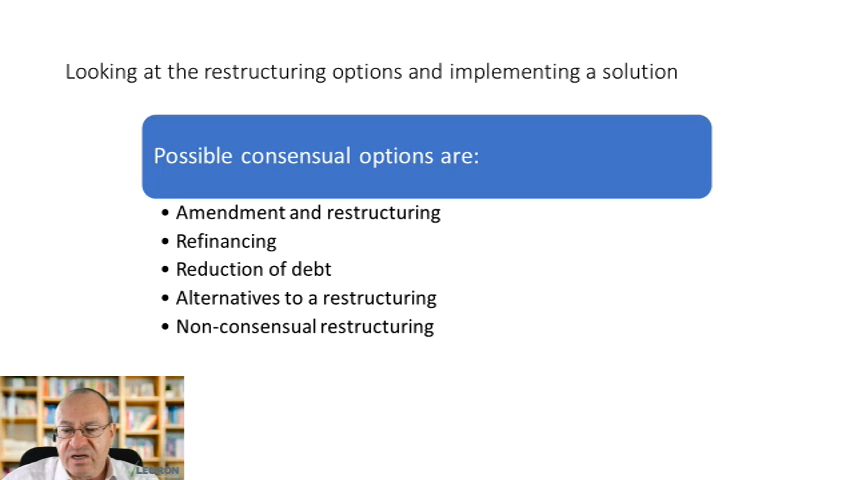 Looking at the restructuring options and implementing a solution
Possible consensual options are:
• Amendment and restructuring
• Refinancing
• Reduction of debt
• Alternatives to a restructuring
• Non-consensual restructuring